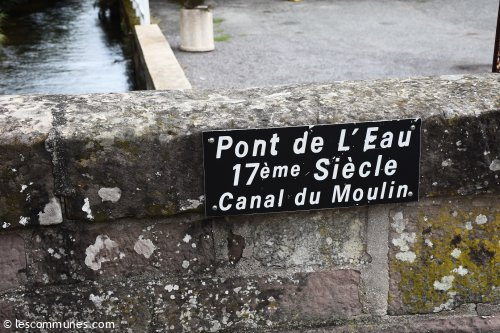 Pont de L'Eau
17ème Siècle
Canal du Moulin
© lescommunes.com